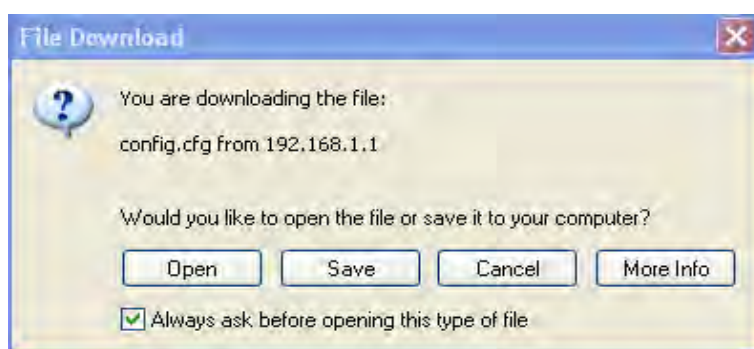 File Download
You are downloading the file:
config.cfg from 192.168.1.1
Would you like to open the file or save it to your computer?
Open Save Cancel More Info
Always ask before opening this type of file